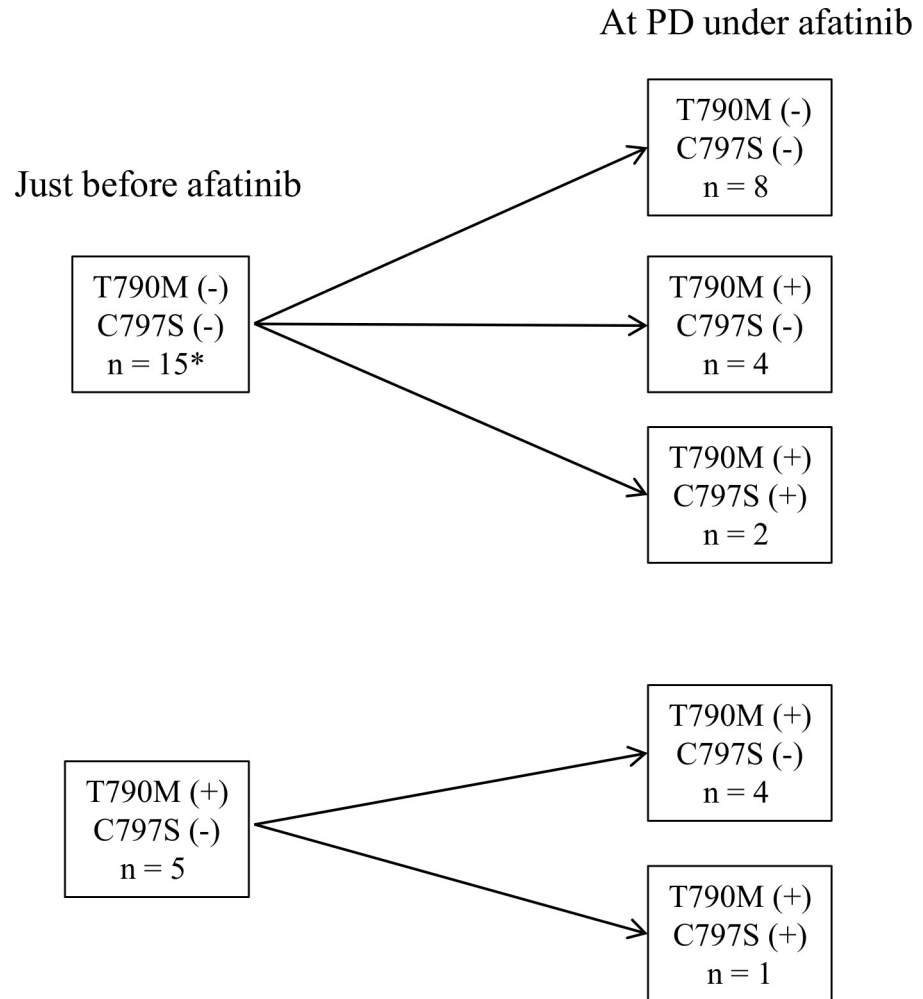 At PD under afatinib
T790M (-)
C797S (-)
n = 8
Just before afatinib
T790M (-)
C797S (-)
n = 15*
T790M (+)
C797S (-)
n = 4
T790M (+)
C797S (+)
n = 2
T790M (+)
C797S (-)
n = 5
T790M (+)
C797S (-)
n = 4
T790M (+)
C797S (+)
n = 1